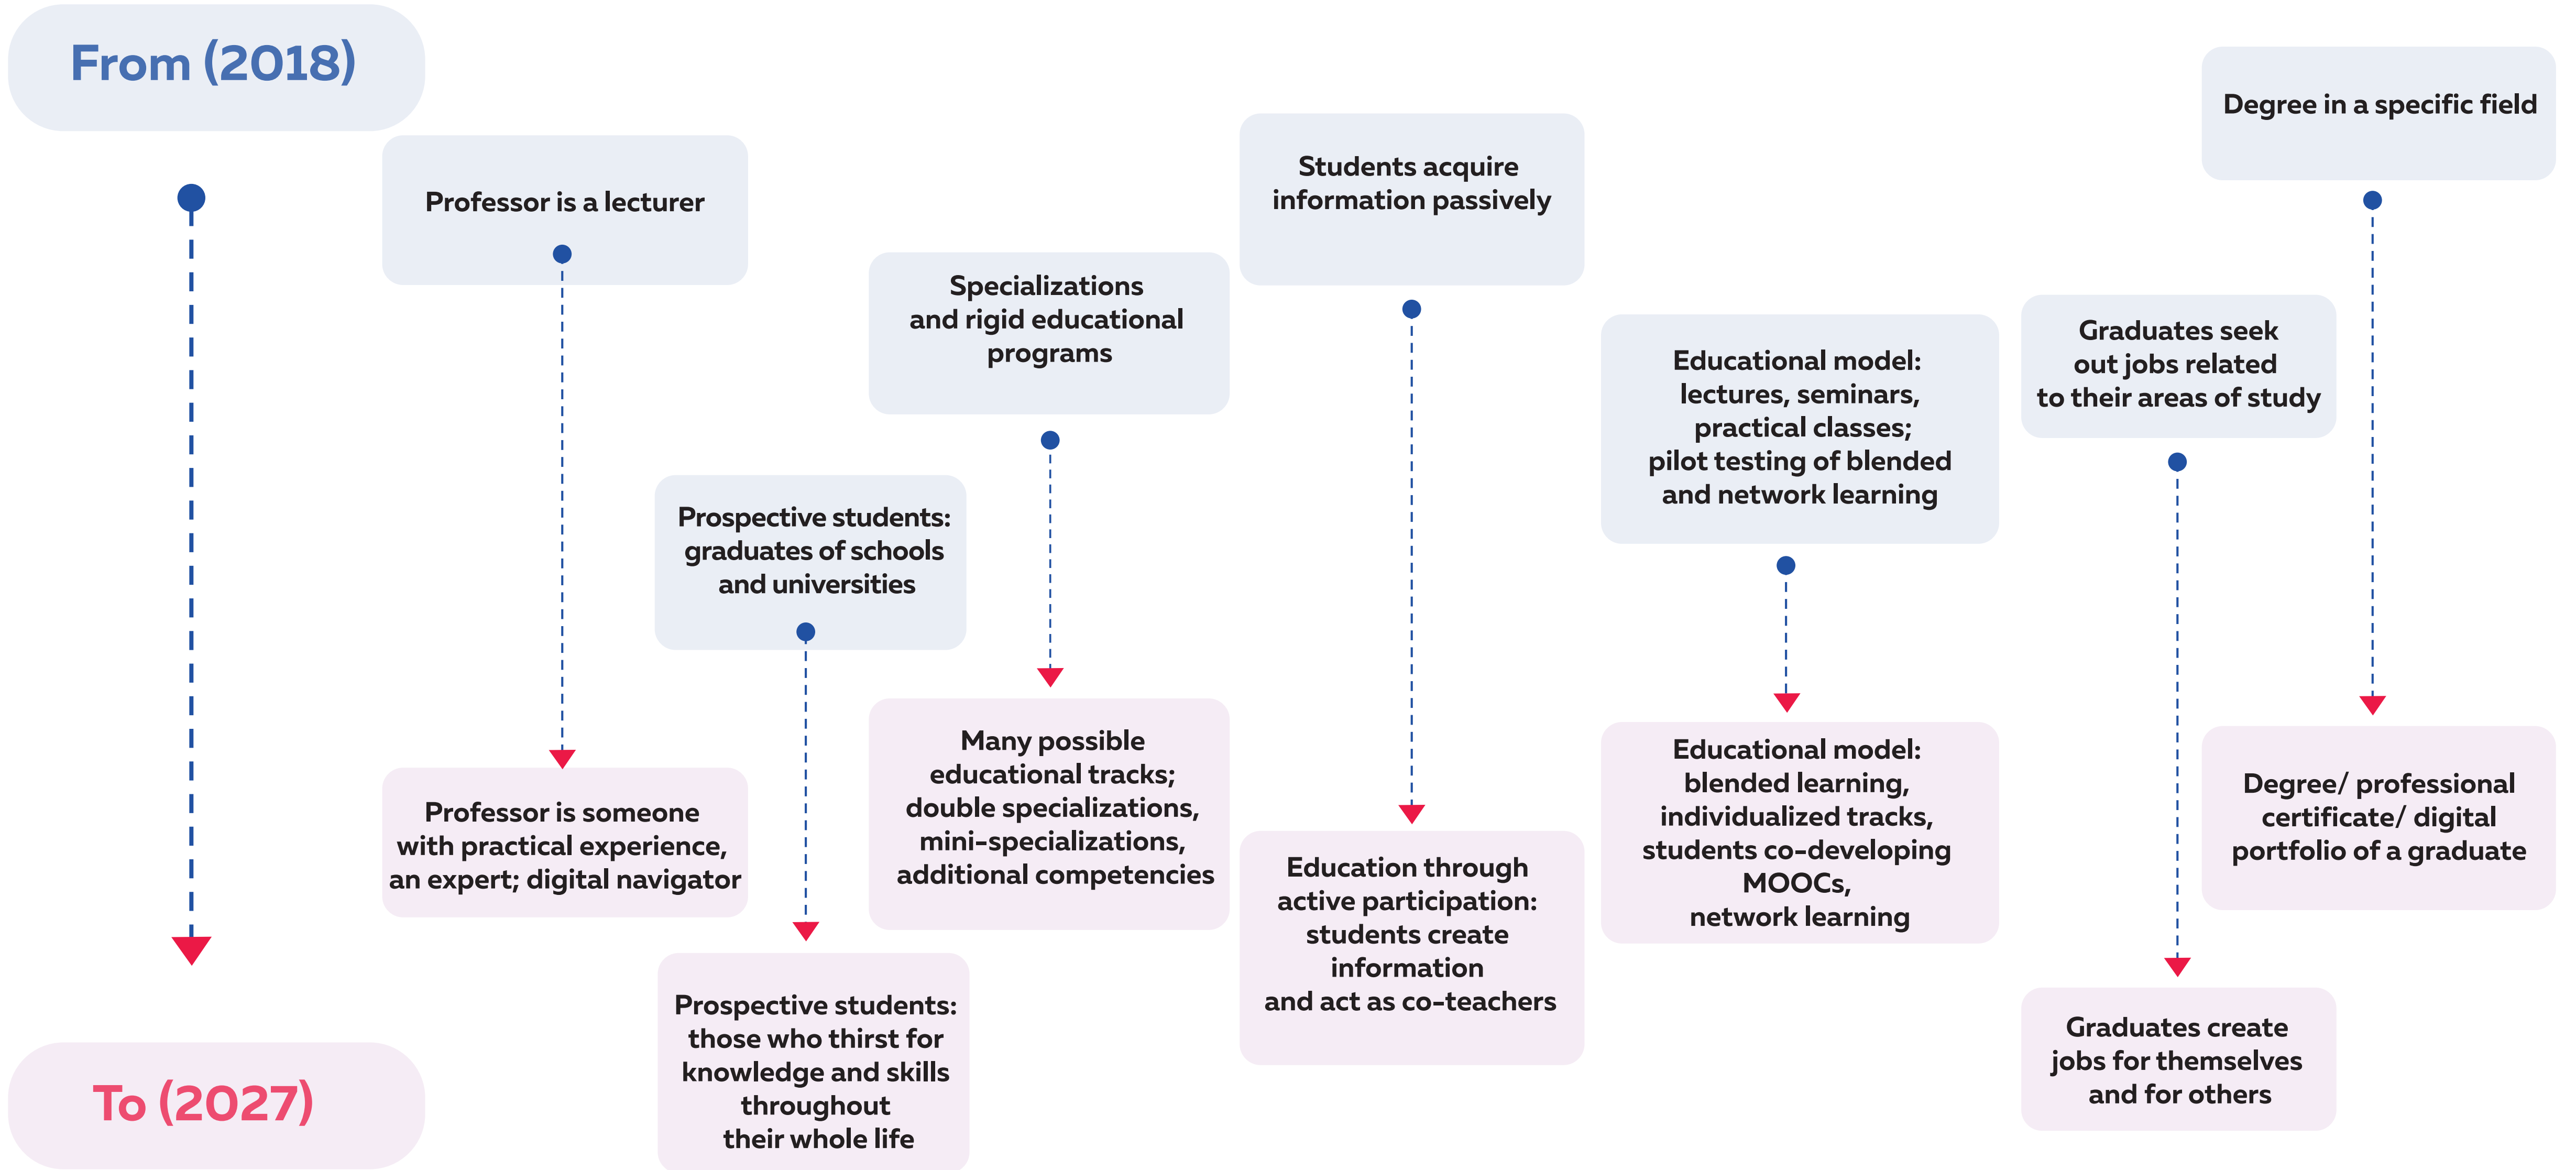 From (2018)
Professor is a lecturer
Professor is someone
with practical experience,
an expert; digital navigator
Prospective students:
graduates of schools
and universities
Prospective students:
those who thirst for
knowledge and skills
throughout
their whole life
Specializations
and rigid educational
programs
Many possible
educational tracks;
double specializations,
mini-specializations,
additional competencies
Students acquire
information passively
Education through
active participation:
students create
information
and act as co-teachers
Educational model:
lectures, seminars,
practical classes;
pilot testing of blended
and network learning
Educational model:
blended learning,
individualized tracks,
students co-developing
MOOCs,
network learning
Graduates seek
out jobs related
to their areas of study
Graduates create
jobs for themselves
and for others
Degree in a specific field
Degree/ professional
certificate/ digital
portfolio of a graduate
To (2027)